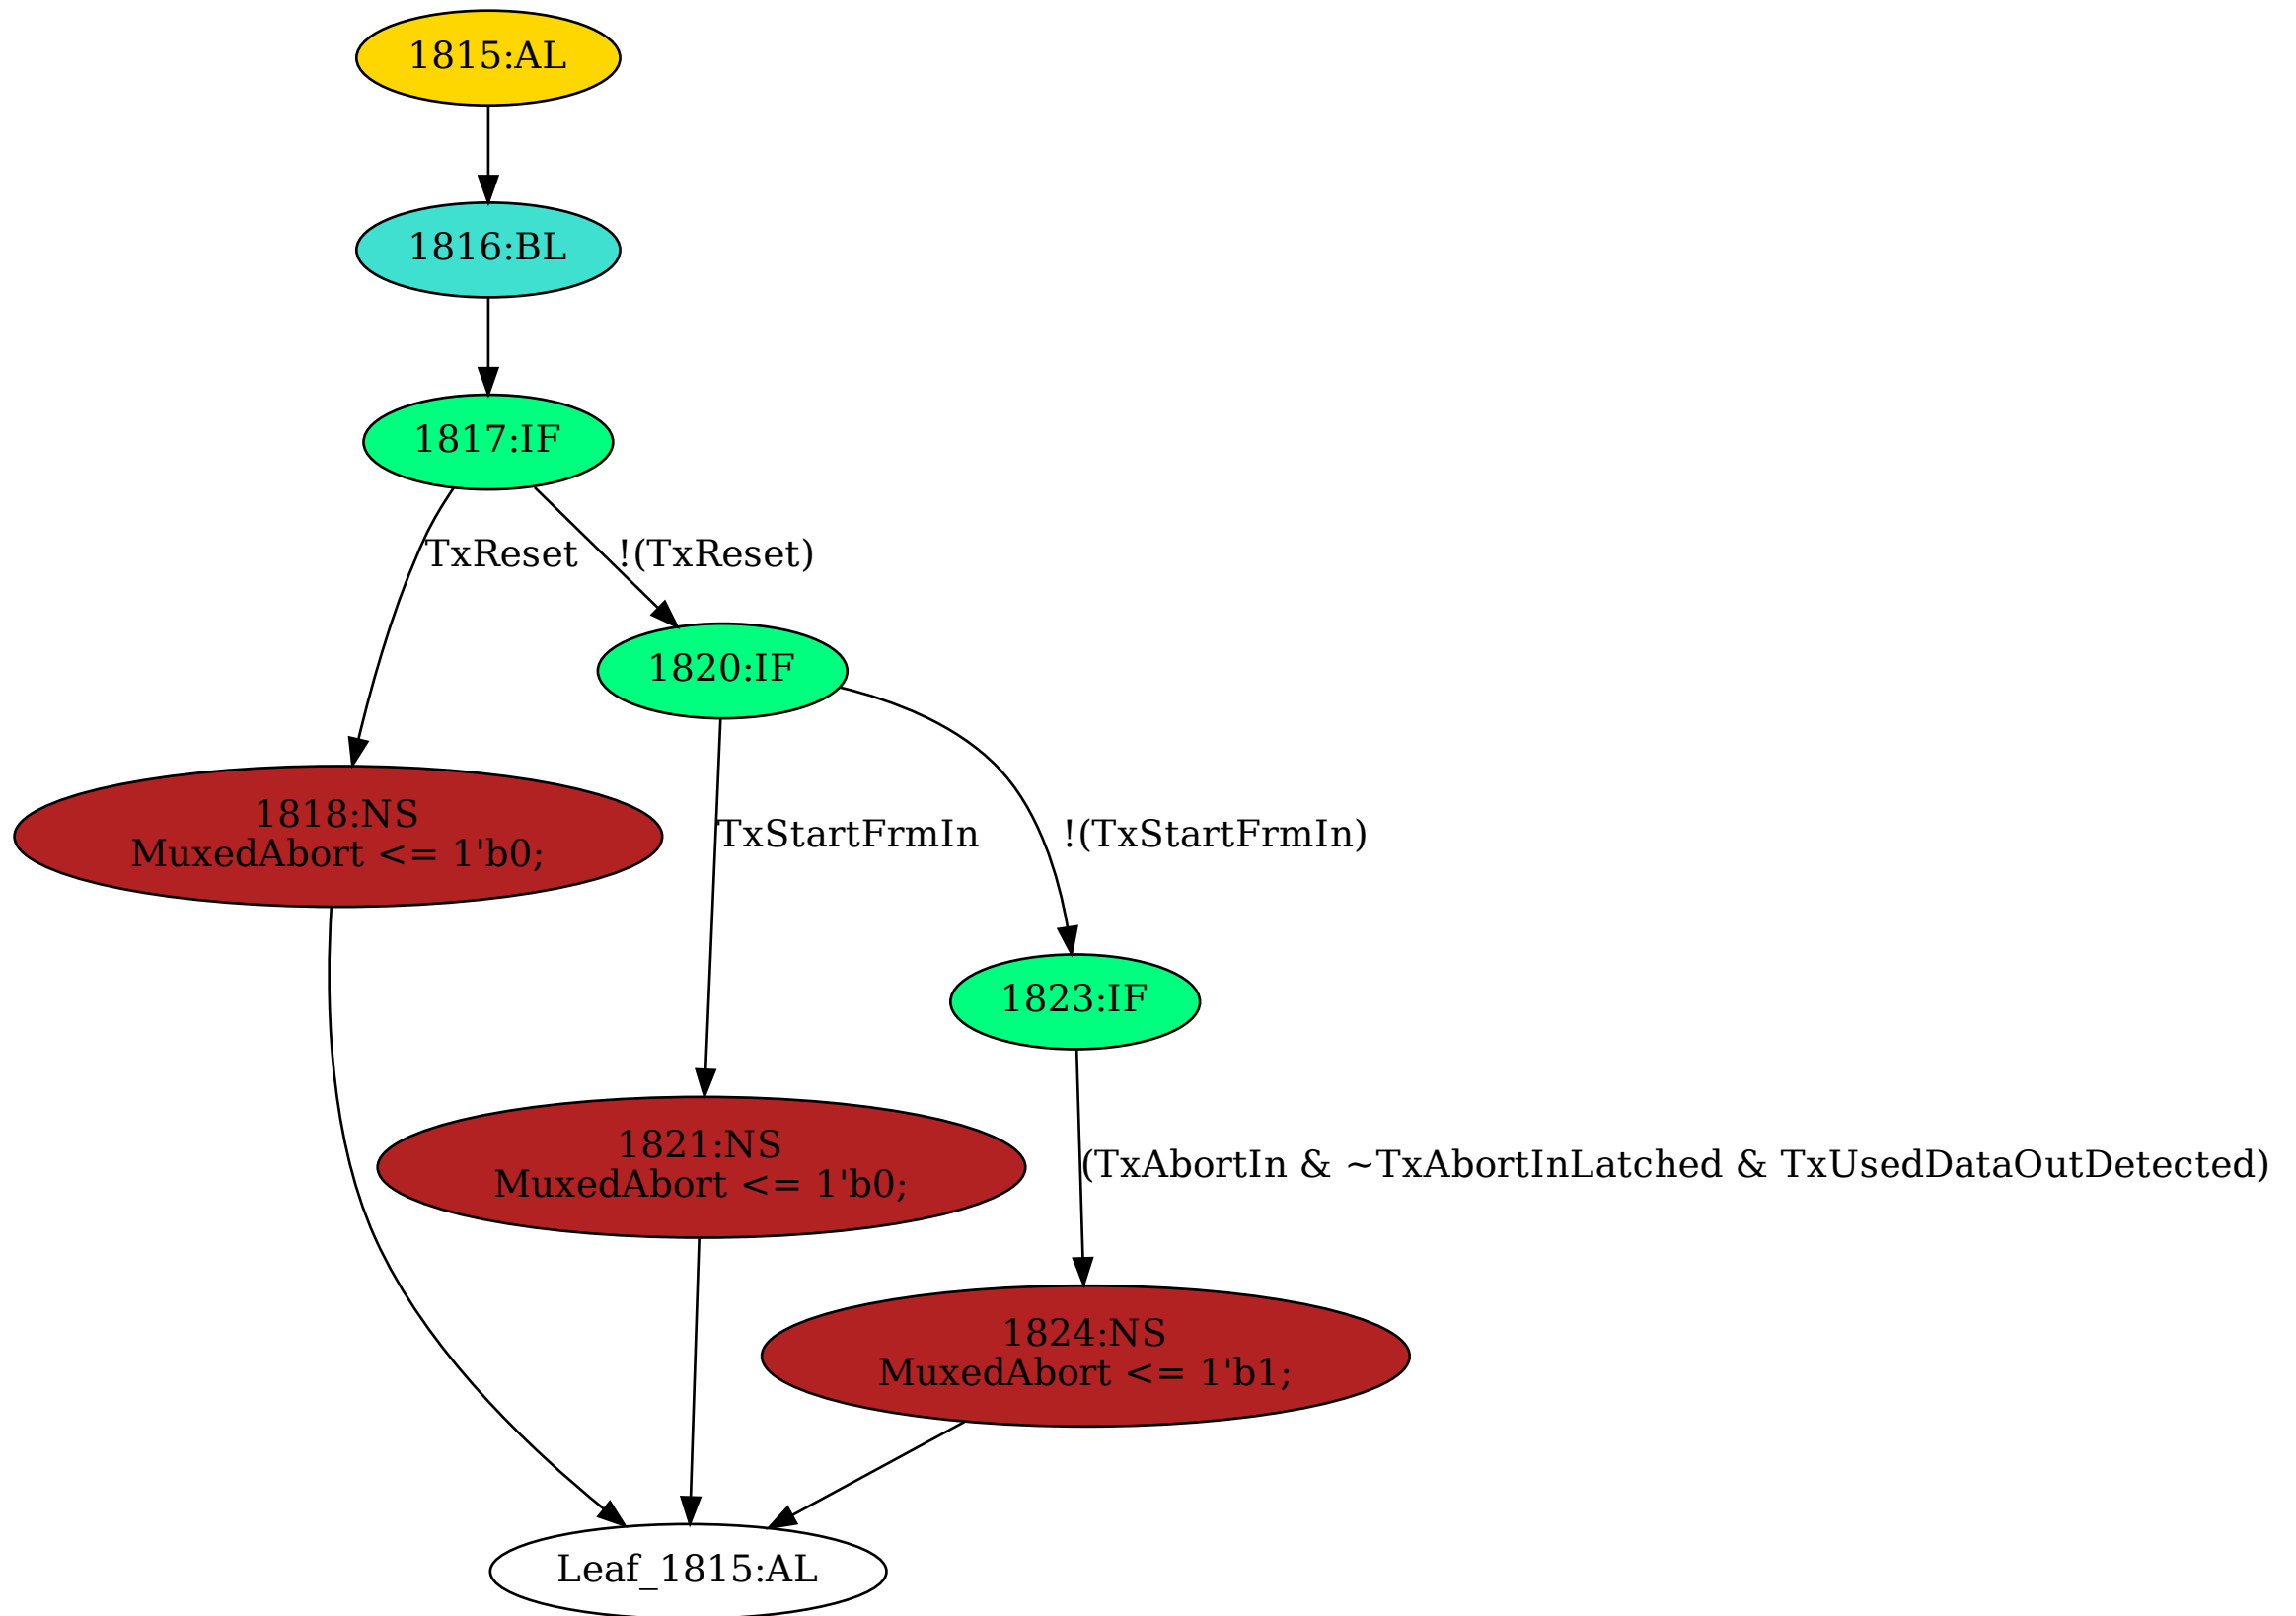 1815:AL
1816:BL
1817:IF
TxReset
!(TxReset)
1820:IF
1818:NS
MuxedAbort <= 1'b0;
TxStartFrmIn
!(TxStartFrmIn)
1823:IF
1821:NS
MuxedAbort <= 1'b0;
(TxAbortIn & ~TxAbortInLatched & TxUsedDataOutDetected)
1824:NS
MuxedAbort <= 1'b1;
Leaf_1815:AL